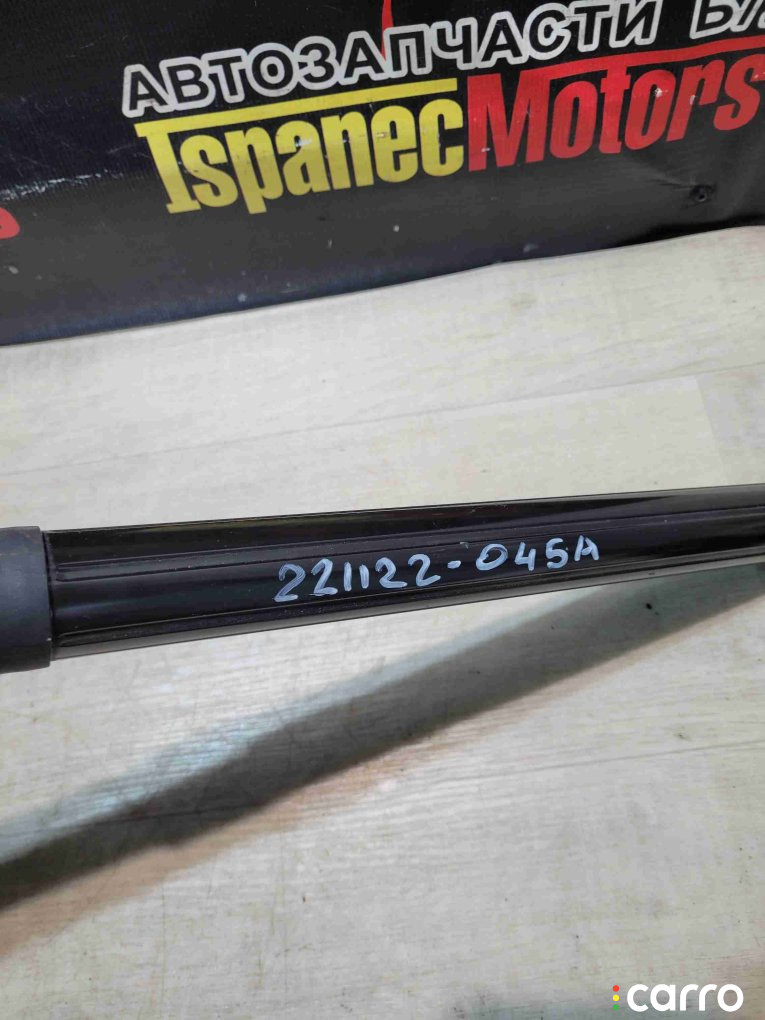 АВТОЗАПЧАСТИ Б/
IspanecMotors
221122-045A
carro